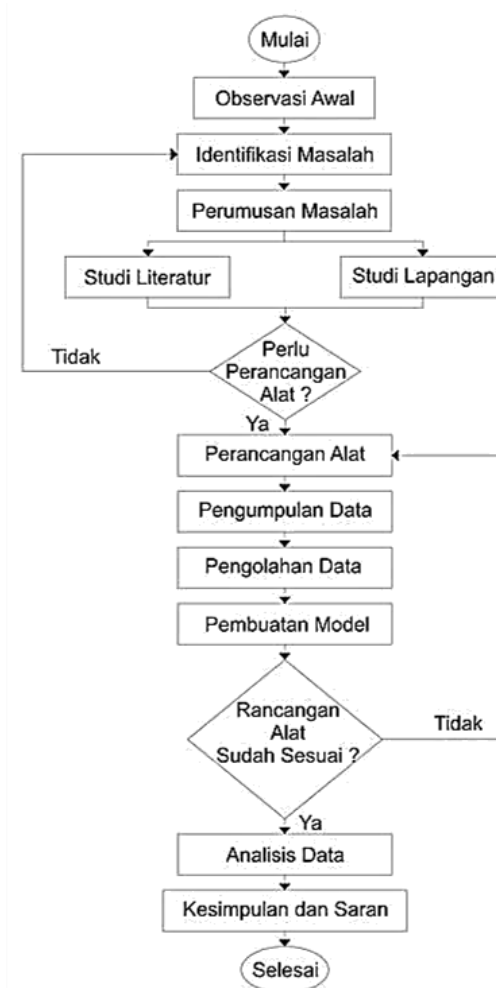 Mulai
Observasi Awal
Identifikasi Masalah
Perumusan Masalah
Studi Literatur
Studi Lapangan
Tidak
Perlu
Perancangan
Alat ?
Ya
Perancangan Alat
Pengumpulan Data
Pengolahan Data
Pembuatan Model
Rancangan
Alat
Sudah Sesuai ?
Tidak
Ya
Analisis Data
Kesimpulan dan Saran
Selesai